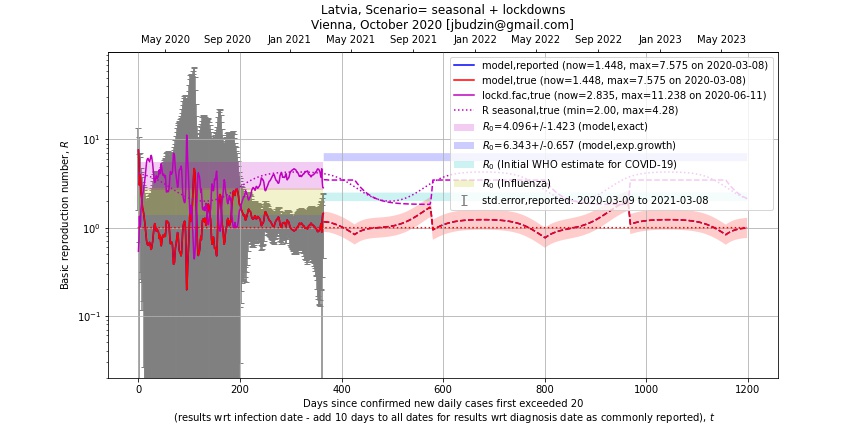 Latvia, Scenario= seasonal + lockdowns
Vienna, October 2020 [jbudzin@gmail.com]
May 2020 Sep 2020 Jan 2021 May 2021 Sep 2021 Jan 2022 May 2022 Sep 2022 Jan 2023 May 2023
model,reported (now=1.448, max=7.575 on 2020-03-08)
model,true (now=1.448, max=7.575 on 2020-03-08)
lockd.fac,true (now=2.835, max=11.238 on 2020-06-11)
R seasonal,true (min=2.00, max=4.28)
R₀=4.096+/-1.423 (model,exact)
R₀=6.343+/-0.657 (model,exp.growth)
R₀ (Initial WHO estimate for COVID-19)
R₀ (Influenza)
std.error,reported 2020-03-09 to 2021-03-08
Basic reproduction number, R
10¹
10⁰
10⁻¹
0 200 400 600 800 1000 1200
Days since confirmed new daily cases first exceeded 20
(results wrt infection date - add 10 days to all dates for results wrt diagnosis date as commonly reported), t